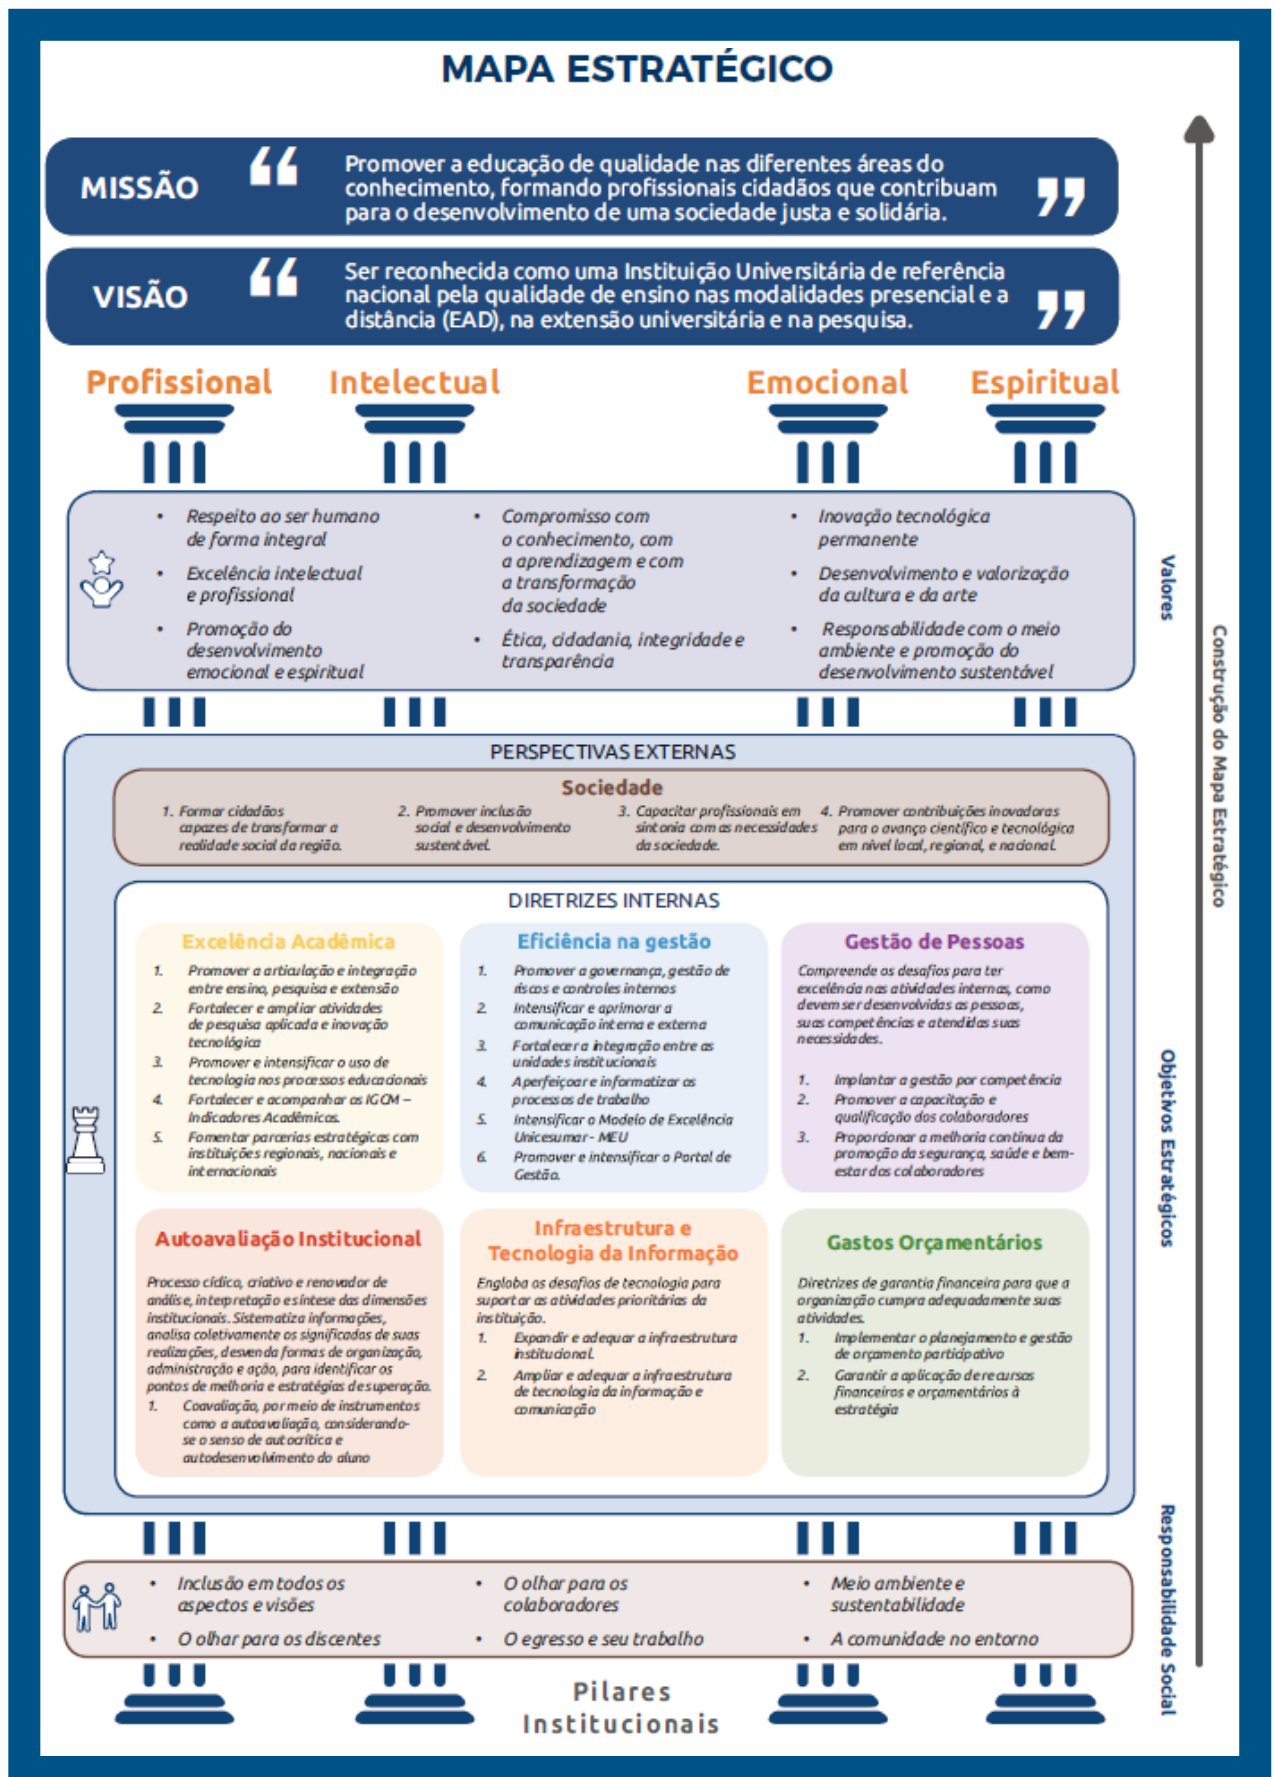 MAPA ESTRATÉGICO
MISSÃO
“
Promover a educação de qualidade nas diferentes áreas do
conhecimento, formando profissionais cidadãos que contribuam
para o desenvolvimento de uma sociedade justa e solidária.
”
VISÃO
“
Ser reconhecida como uma Instituição Universitária de referência
nacional pela qualidade de ensino nas modalidades presencial e a
distância (EAD), na extensão universitária e na pesquisa.
”
Profissional
Intelectual
Emocional
Espiritual
• Respeito ao ser humano
de forma integral
• Excelência intelectual
e profissional
• Promoção do
desenvolvimento
emocional e espiritual
• Compromisso com
o conhecimento, com
a aprendizagem e com
a transformação
da sociedade
• Ética, cidadania, integridade e
transparência
• Inovação tecnológica
permanente
• Desenvolvimento e valorização
da cultura e da arte
• Responsabilidade com o meio
ambiente e promoção do
desenvolvimento sustentável
Valores
Construção do Mapa Estratégico
PERSPECTIVAS EXTERNAS
Sociedade
1. Formar cidadãos
capazes de transformar a
realidade social da região.
2. Promover inclusão
social e desenvolvimento
sustentável.
3. Capacitar profissionais em
sintonia com as necessidades
da sociedade.
4. Promover contribuições inovadoras
para o avanço científico e tecnológica
em nível local, regional, e nacional.
DIRETRIZES INTERNAS
Excelência Acadêmica
1. Promover a articulação e integração
entre ensino, pesquisa e extensão
2. Fortalecer e ampliar atividades
de pesquisa aplicada e inovação
tecnológica
3. Promover e intensificar o uso de
tecnologia nos processos educacionais
4. Fortalecer e acompanhar os IGCM –
Indicadores Acadêmicos.
5. Fomentar parcerias estratégicas com
instituições regionais, nacionais e
internacionais
Eficiência na gestão
1. Promover a governança, gestão de
riscos e controles internos
2. Intensificar e aprimorar a
comunicação interna e externa
3. Fortalecer a integração entre as
unidades institucionais
4. Aperfeiçoar e informatizar os
processos de trabalho
5. Intensificar o Modelo de Excelência
Unicesumar- MEU
6. Promover e intensificar o Portal de
Gestão.
Gestão de Pessoas
Compreende os desafios para ter
excelência nas atividades internas, como
devem ser desenvolvidas as pessoas,
suas competências e atendidas suas
necessidades.
1. Implantar a gestão por competência
2. Promover a capacitação e
qualificação dos colaboradores
3. Proporcionar a melhoria contínua da
promoção da segurança, saúde e bem-
estar dos colaboradores
Objetivos Estratégicos
Autoavaliação Institucional
Processo cíclico, criativo e renovador de
análise, interpretação e síntese das dimensões
institucionais. Sistematiza informações,
analisa coletivamente os significados de suas
realizações, desvenda formas de organização,
administração e ação, para identificar os
pontos de melhoria e estratégias de superação.
1. Coavaliação, por meio de instrumentos
como a autoavaliação, considerando-
se o senso de autocrítica e
autodesenvolvimento do aluno
Infraestrutura e
Tecnologia da Informação
Engloba os desafios de tecnologia para
suportar as atividades prioritárias da
instituição.
1. Expandir e adequar a infraestrutura
institucional.
2. Ampliar e adequar a infraestrutura
de tecnologia da informação e
comunicação
Gastos Orçamentários
Diretrizes de garantia financeira para que a
organização cumpra adequadamente suas
atividades.
1. Implementar o planejamento e gestão
de orçamento participativo
2. Garantir a aplicação de recursos
financeiros e orçamentários à
estratégia
• Inclusão em todos os
aspectos e visões
• O olhar para os discentes
• O olhar para os
colaboradores
• O egresso e seu trabalho
• Meio ambiente e
sustentabilidade
• A comunidade no entorno
Responsabilidade Social
Pilares
Institucionais